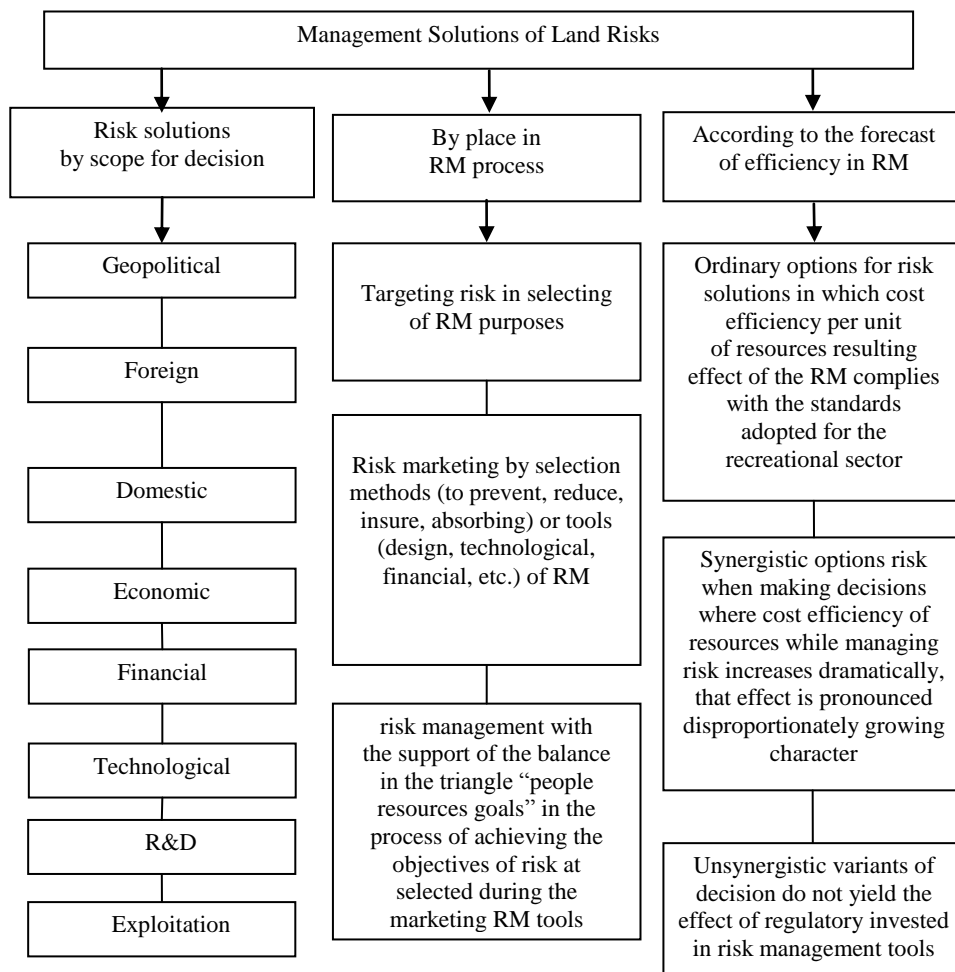 Management Solutions of Land Risks
Risk solutions
by scope for decision
Geopolitical
Foreign
Domestic
Economic
Financial
Technological
R&D
Exploitation
By place in
RM process
Targeting risk in selecting
of RM purposes
Risk marketing by selection
methods (to prevent, reduce,
insure, absorbing) or tools
(design, technological,
financial, etc.) of RM
risk management with
the support of the balance
in the triangle “people
resources goals” in the
process of achieving the
objectives of risk at
selected during the
marketing RM tools
According to the forecast
of efficiency in RM
Ordinary options for risk
solutions in which cost
efficiency per unit
of resources resulting
effect of the RM complies
with the standards
adopted for the
recreational sector
Synergistic options risk
when making decisions
where cost efficiency of
resources while managing
risk increases dramatically,
that effect is pronounced
disproportionately growing
character
Unsynergistic variants of
decision do not yield the
effect of regulatory invested
in risk management tools